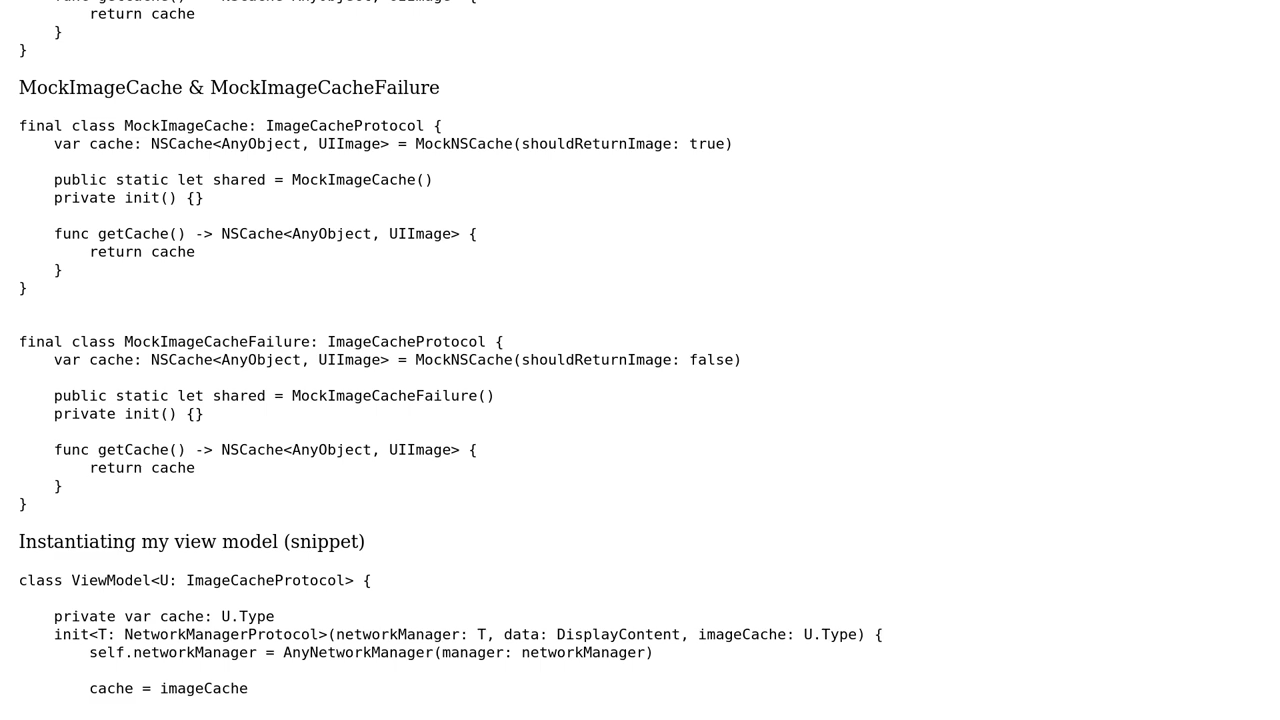 return cache
    }
}
MockImageCache & MockImageCacheFailure
final class MockImageCache: ImageCacheProtocol {
    var cache: NSCache<AnyObject, UIImage> = MockNSCache(shouldReturnImage: true)

    public static let shared = MockImageCache()
    private init() {}

    func getCache() -> NSCache<AnyObject, UIImage> {
        return cache
    }
}

final class MockImageCacheFailure: ImageCacheProtocol {
    var cache: NSCache<AnyObject, UIImage> = MockNSCache(shouldReturnImage: false)

    public static let shared = MockImageCacheFailure()
    private init() {}

    func getCache() -> NSCache<AnyObject, UIImage> {
        return cache
    }
}
Instantiating my view model (snippet)
class ViewModel<U: ImageCacheProtocol> {

    private var cache: U.Type
    init<T: NetworkManagerProtocol>(networkManager: T, data: DisplayContent, imageCache: U.Type) {
        self.networkManager = AnyNetworkManager(manager: networkManager)

        cache = imageCache